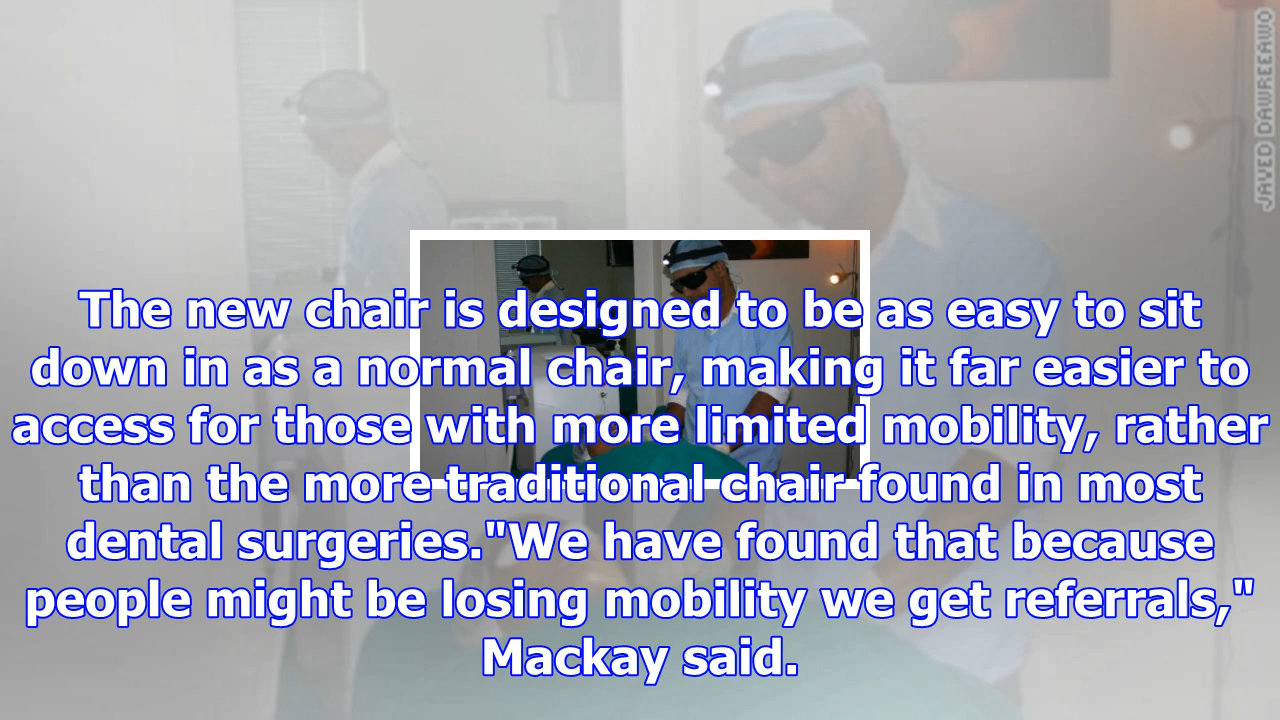 JAVED DAWREEAWO
The new chair is designed to be as easy to sit
down in as a normal chair, making it far easier to
access for those with more limited mobility, rather
than the more traditional chair found in most
dental surgeries."We have found that because
people might be losing mobility we get referrals,"
Mackay said.